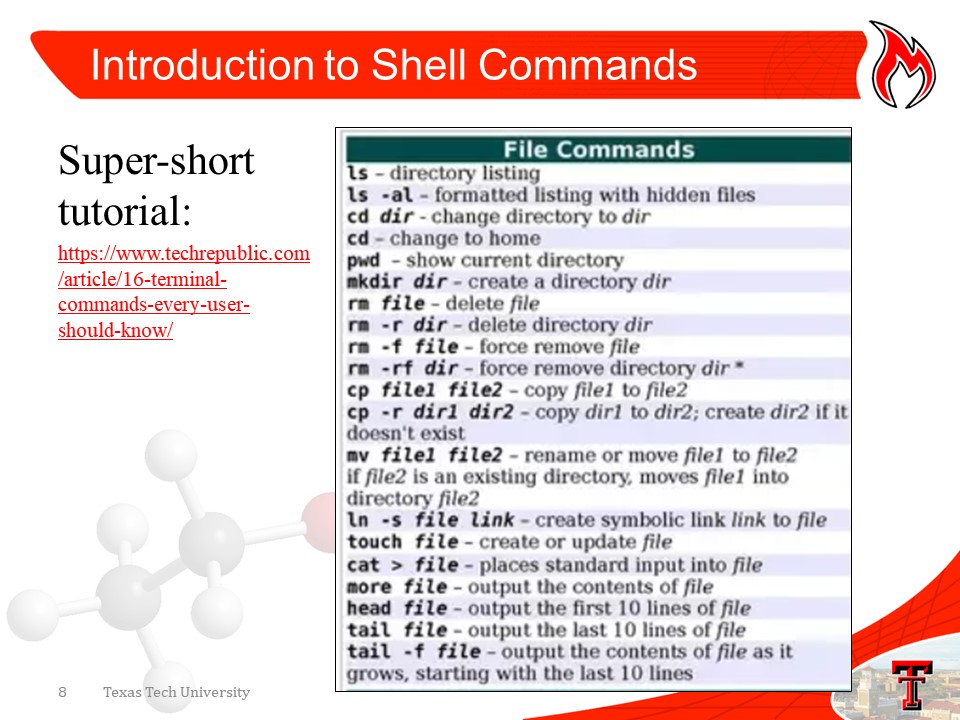 Introduction to Shell Commands
Super-short
tutorial:
https://www.techrepublic.com
/article/16-terminal-
commands-every-user-
should-know/
File Commands
ls – directory listing
ls -al – formatted listing with hidden files
cd dir - change directory to dir
cd – change to home
pwd – show current directory
mkdir dir – create a directory dir
rm file – delete file
rm -r dir – delete directory dir
rm -f file – force remove file
rm -rf dir – force remove directory dir *
cp file1 file2 – copy file1 to file2
cp -r dir1 dir2 – copy dir1 to dir2; create dir2 if it
doesn't exist
mv file1 file2 – rename or move file1 to file2
if file2 is an existing directory, moves file1 into
directory file2
ln -s file link – create symbolic link link to file
touch file – create or update file
cat > file – places standard input into file
more file – output the contents of file
head file – output the first 10 lines of file
tail file – output the last 10 lines of file
tail -f file – output the contents of file as it
grows, starting with the last 10 lines
8 Texas Tech University